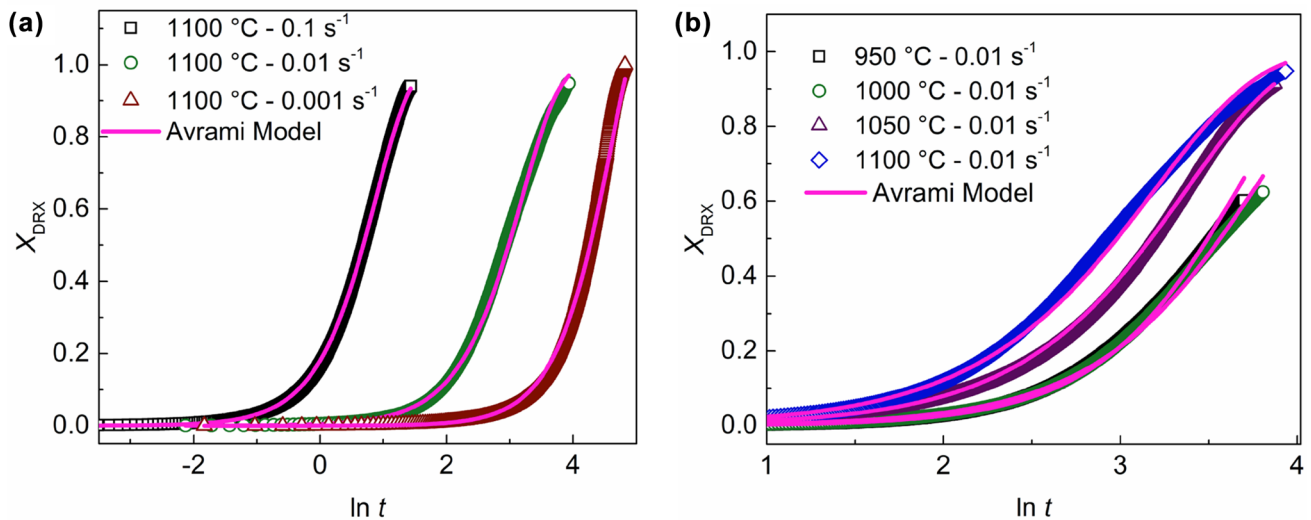 (a)
1100 °C - 0.1 s-1
1100 °C - 0.01 s-1
1100 °C - 0.001 s-1
Avrami Model
1.0
0.8
0.6
0.4
0.2
0.0
XDRX
-2 0 2 4
ln t
(b)
950 °C - 0.01 s-1
1000 °C - 0.01 s-1
1050 °C - 0.01 s-1
1100 °C - 0.01 s-1
Avrami Model
1.0
0.8
0.6
0.4
0.2
0.0
XDRX
1 2 3 4
ln t